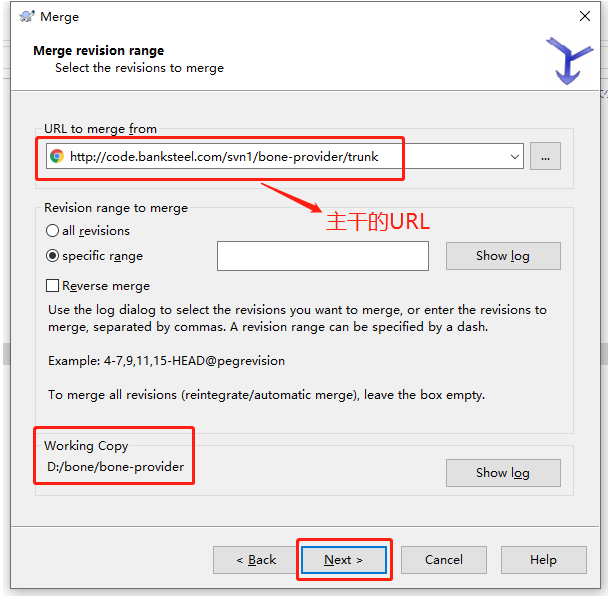 Merge
Merge revision range
Select the revisions to merge
URL to merge from
http://code.banksteel.com/svn1/bone-provider/trunk
...
主干的URL
Revision range to merge
all revisions
specific range
Show log
Reverse merge
Use the log dialog to select the revisions you want to merge, or enter the revisions to
merge, separated by commas. A revision range can be specified by a dash.
Example: 4-7,9,11,15-HEAD@pegrevision
To merge all revisions (reintegrate/automatic merge), leave the box empty.
Working Copy
D:/bone/bone-provider
Show log
< Back
Next >
Cancel
Help